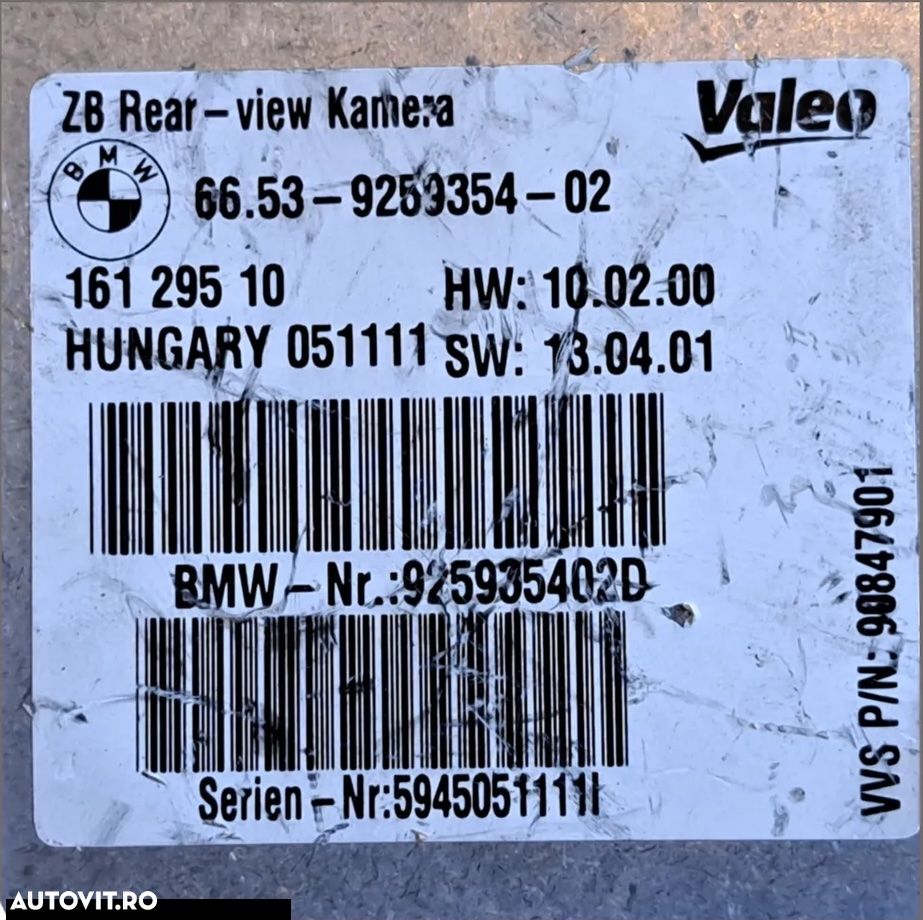 ZB Rear-view Kamera
Valeo
BMW
66.53-9259354-02
161 295 10
HW: 10.02.00
HUNGARY 051111
SW: 13.04.01
BMW-Nr.:925935402D
Serien-Nr:5945051111I
VVS P/N.: 90847901
AUTOVIT.RO